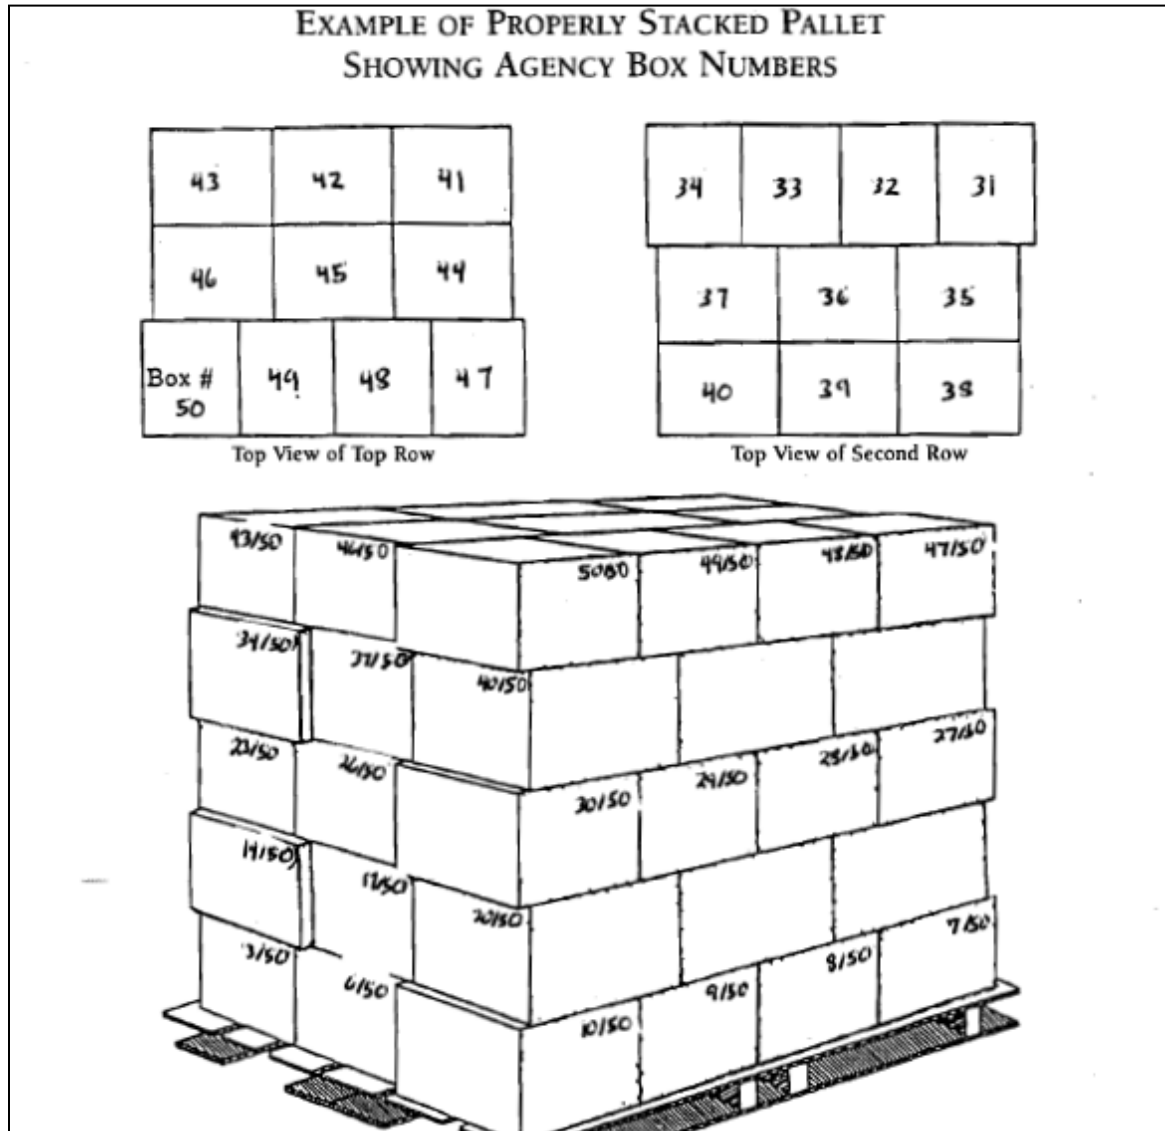 EXAMPLE OF PROPERLY STACKED PALLET
SHOWING AGENCY BOX NUMBERS
43 42 41
46 45 44
Box #
50 49 48 47
Top View of Top Row
34 33 32 31
37 36 35
40 39 38
Top View of Second Row
43/50 46/50 50/50 49/50 48/50 47/50
34/50 37/50 40/50
23/50 26/50 30/50 29/50 28/50 27/50
14/50 17/50 20/50
3/50 6/50 10/50 9/50 8/50 7/50